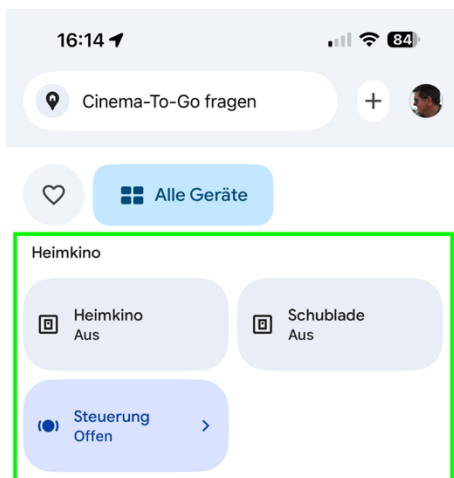 16:14
84
Cinema-To-Go fragen
Alle Geräte
Heimkino
Heimkino
Aus
Schublade
Aus
Steuerung
Offen